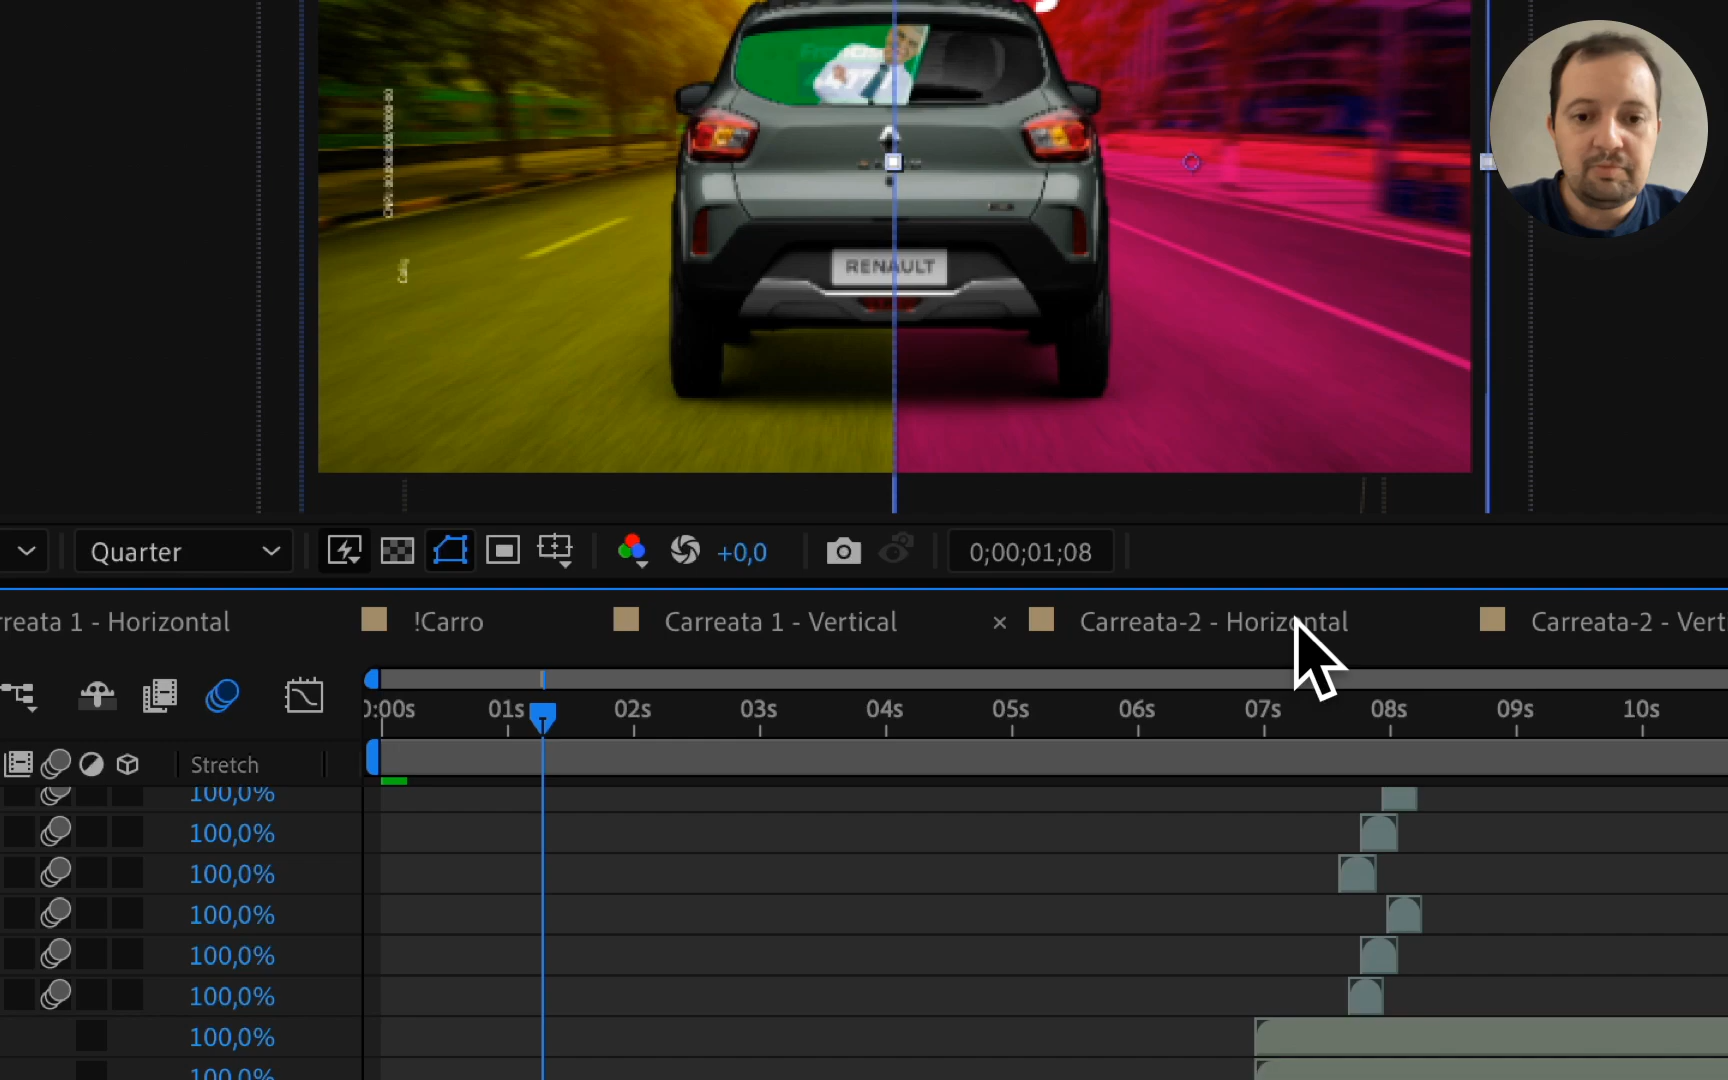 RENAULT
Quarter
+0,0
0;00;01;08
reata 1 - Horizontal
!Carro
Carreata 1 - Vertical
×
Carreata-2 - Horizontal
Carreata-2 - Vert
0:00s
01s
02s
03s
04s
05s
06s
07s
08s
09s
10s
Stretch
100,0%
100,0%
100,0%
100,0%
100,0%
100,0%
100,0%
100,0%